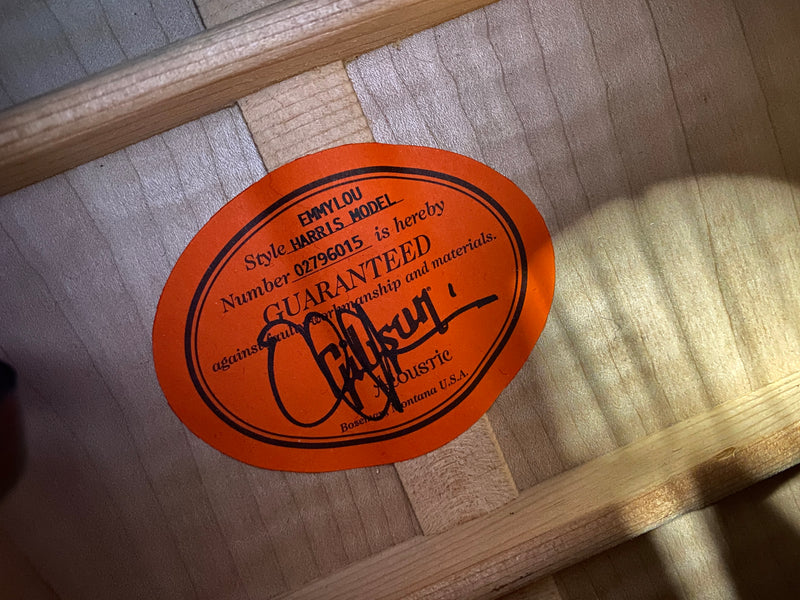 EMMYLOU
Style HARRIS MODEL
Number 02796015 is hereby
GUARANTEED
against faulty workmanship and materials.
Gibson
ACOUSTIC
Bozeman, Montana U.S.A.